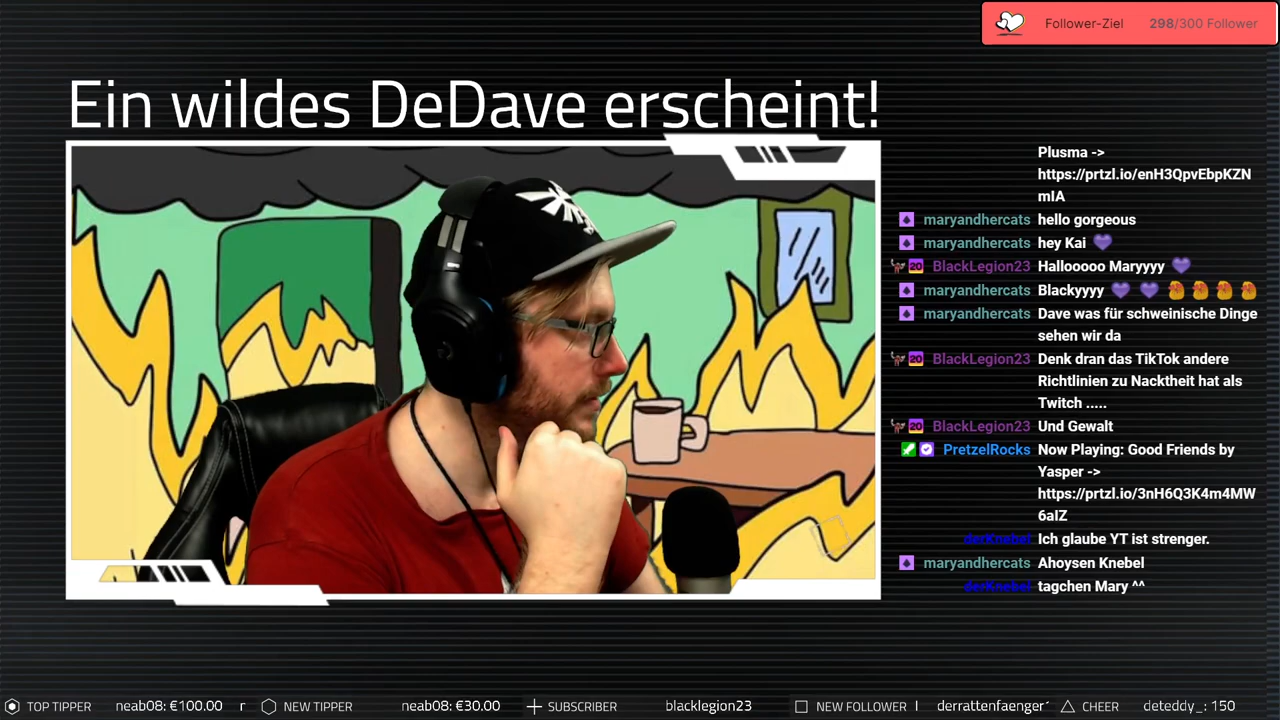 Follower-Ziel 298/300 Follower
Ein wildes DeDave erscheint!
Plusma ->
https://prtzl.io/enH3QpvEbpKZN
mIA
maryandhercats hello gorgeous
maryandhercats hey Kai 💜
20 BlackLegion23 Hallooooo Maryyyy 💜
maryandhercats Blackyyyy 💜 💜
maryandhercats Dave was für schweinische Dinge
sehen wir da
20 BlackLegion23 Denk dran das TikTok andere
Richtlinien zu Nacktheit hat als
Twitch .....
20 BlackLegion23 Und Gewalt
PretzelRocks Now Playing: Good Friends by
Yasper ->
https://prtzl.io/3nH6Q3K4m4MW
6aIZ
derKnebel Ich glaube YT ist strenger.
maryandhercats Ahoysen Knebel
derKnebel tagchen Mary ^^
TOP TIPPER neab08: €100.00 r NEW TIPPER neab08: €30.00 SUBSCRIBER blacklegion23 NEW FOLLOWER derrattenfaenger CHEER deteddy_: 150